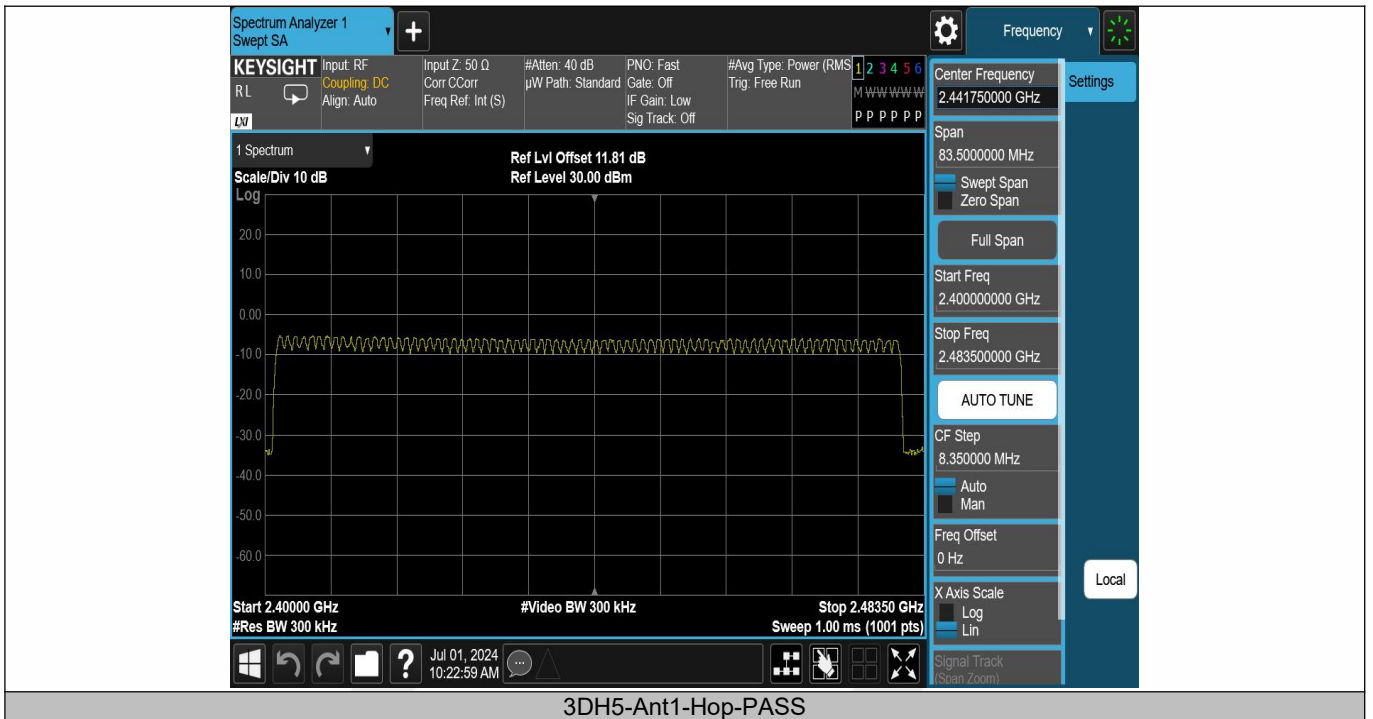 Spectrum Analyzer 1
Swept SA
+
Frequency
KEYSIGHT
RL
LXI
Input: RF
Coupling: DC
Align: Auto
Input Z: 50 Ω
Corr CCorr
Freq Ref: Int (S)
#Atten: 40 dB
µW Path: Standard
PNO: Fast
Gate: Off
IF Gain: Low
Sig Track: Off
#Avg Type: Power (RMS
Trig: Free Run
1 2 3 4 5 6
M W W W W W
P P P P P P
1 Spectrum
Scale/Div 10 dB
Log
Ref Lvl Offset 11.81 dB
Ref Level 30.00 dBm
20.0
10.0
0.00
-10.0
-20.0
-30.0
-40.0
-50.0
-60.0
Start 2.40000 GHz
#Res BW 300 kHz
#Video BW 300 kHz
Stop 2.48350 GHz
Sweep 1.00 ms (1001 pts)
Center Frequency
2.441750000 GHz
Settings
Span
83.5000000 MHz
Swept Span
Zero Span
Full Span
Start Freq
2.400000000 GHz
Stop Freq
2.483500000 GHz
AUTO TUNE
CF Step
8.350000 MHz
Auto
Man
Freq Offset
0 Hz
Local
X Axis Scale
Log
Lin
Signal Track
(Span Zoom)
?
Jul 01, 2024
10:22:59 AM
3DH5-Ant1-Hop-PASS